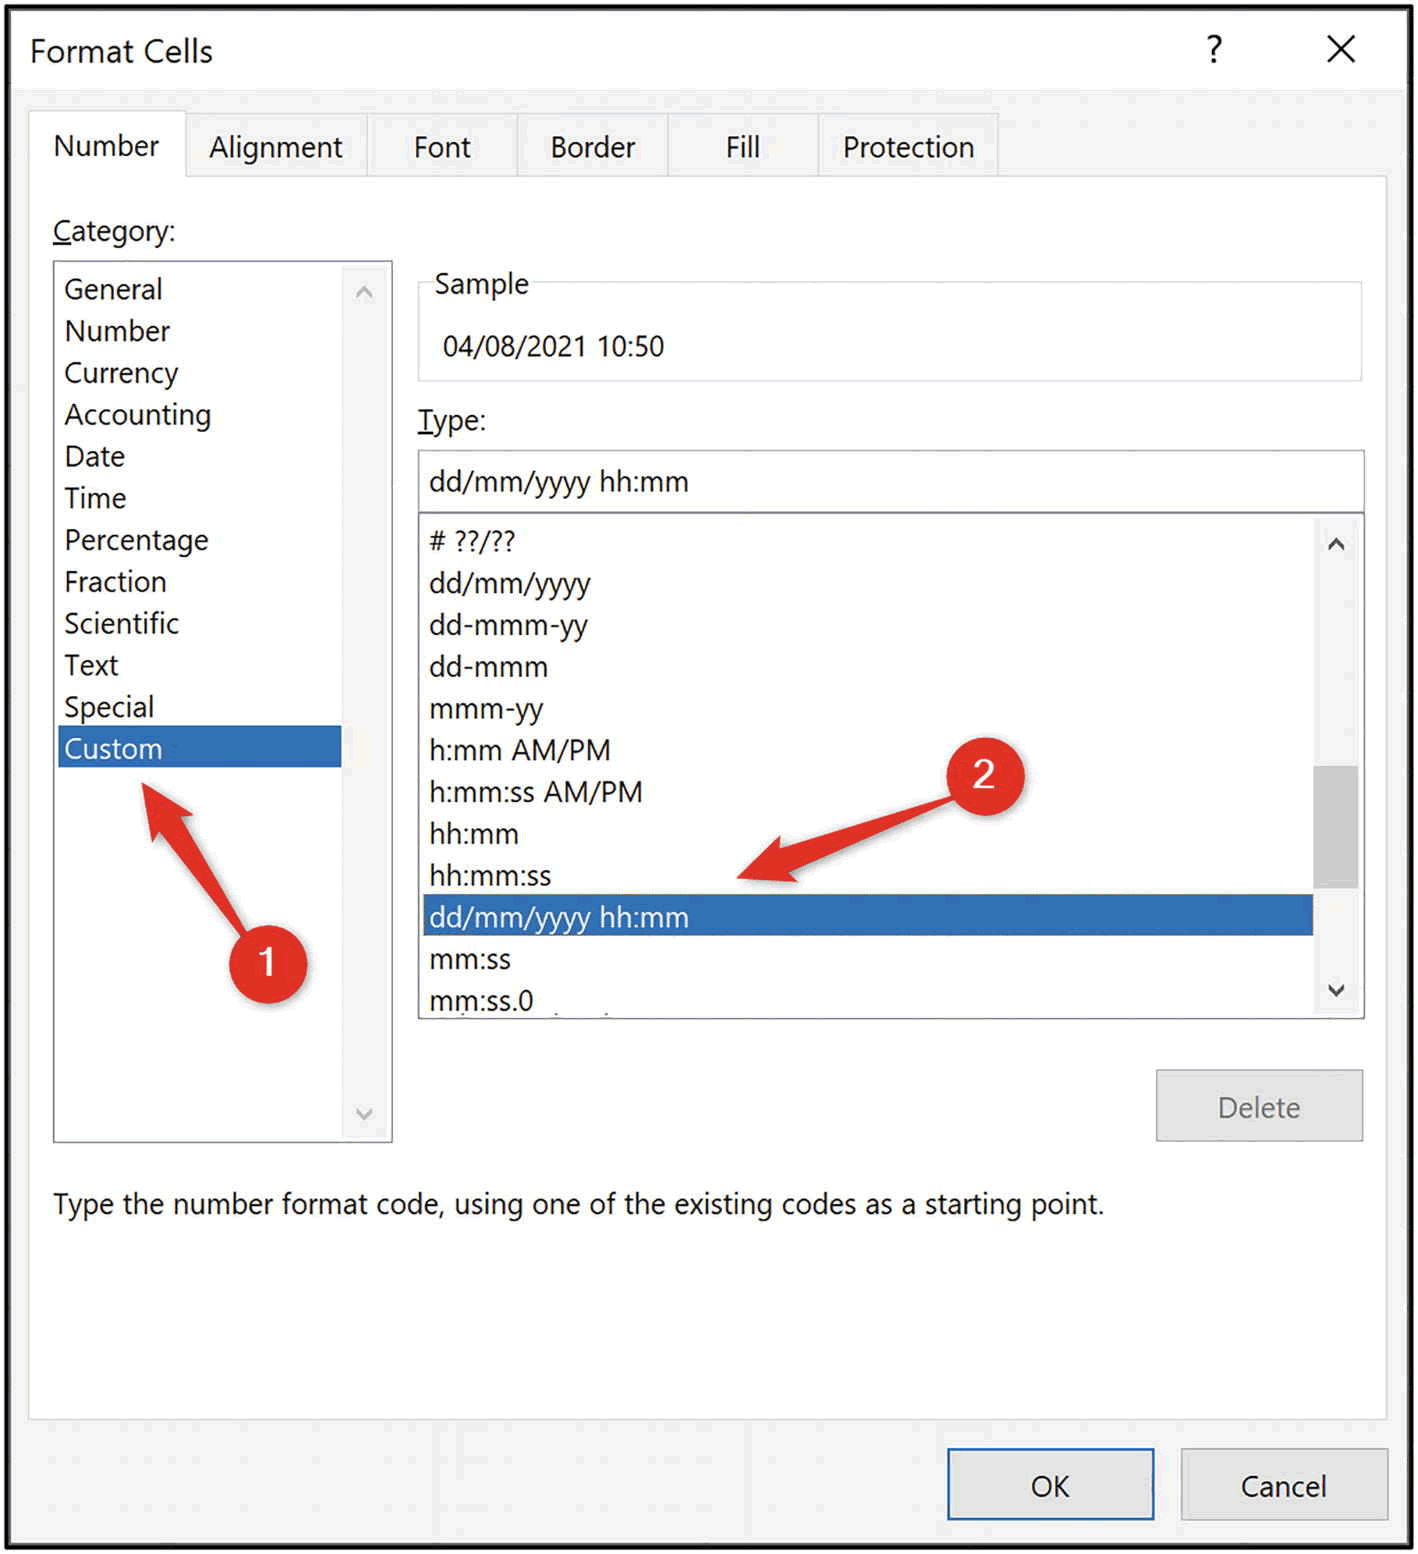 Format Cells ?
Number Alignment Font Border Fill Protection
Category:
General
Number
Currency
Accounting
Date
Time
Percentage
Fraction
Scientific
Text
Special
Custom
1
Sample
04/08/2021 10:50
Type:
dd/mm/yyyy hh:mm
# ??/??
dd/mm/yyyy
dd-mmm-yy
dd-mmm
mmm-yy
h:mm AM/PM
h:mm:ss AM/PM
hh:mm
hh:mm:ss
dd/mm/yyyy hh:mm
mm:ss
mm:ss.0
2
Delete
Type the number format code, using one of the existing codes as a starting point.
OK Cancel